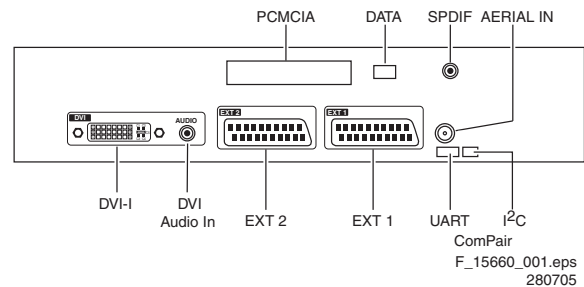 PCMCIA DATA SPDIF AERIAL IN
DVI AUDIO EXT 2 EXT 1
DVI-I DVI EXT 2 EXT 1 UART I²C
Audio In
ComPair
F_15660_001.eps
280705